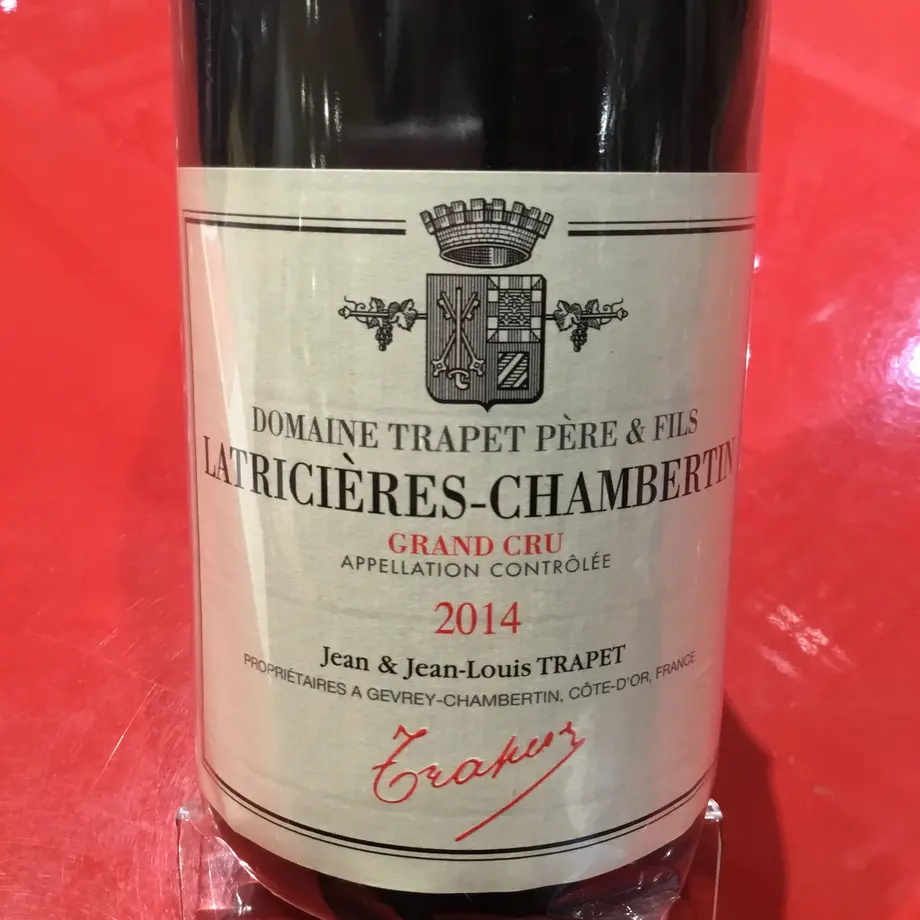 DOMAINE TRAPET PÈRE & FILS
LATRICIÈRES-CHAMBERTIN
GRAND CRU
APPELLATION CONTRÔLÉE
2014
Jean & Jean-Louis TRAPET
PROPRIÉTAIRES A GEVREY-CHAMBERTIN, CÔTE-D'OR, FRANCE
Trapet